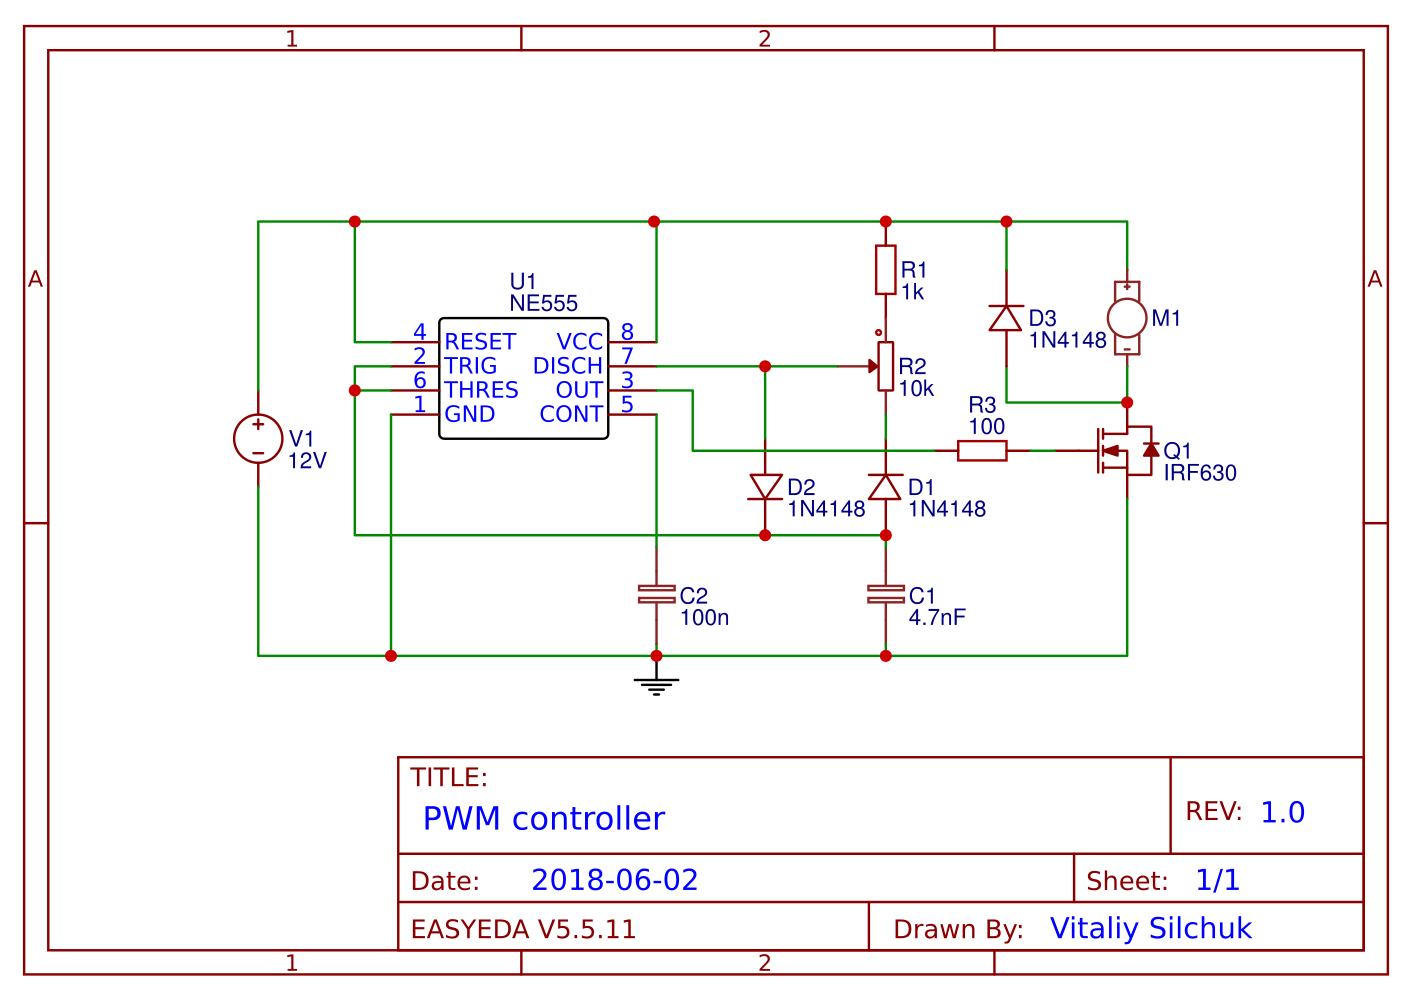 1
2
A
A
U1
NE555
4
RESET
VCC
8
2
TRIG
DISCH
7
6
THRES
OUT
3
1
GND
CONT
5
R1
1k
R2
10k
D3
1N4148
M1
R3
100
V1
12V
Q1
IRF630
D2
1N4148
D1
1N4148
C2
100n
C1
4.7nF
TITLE:
PWM controller
REV: 1.0
Date: 2018-06-02
Sheet: 1/1
EASYEDA V5.5.11
Drawn By: Vitaliy Silchuk
1
2